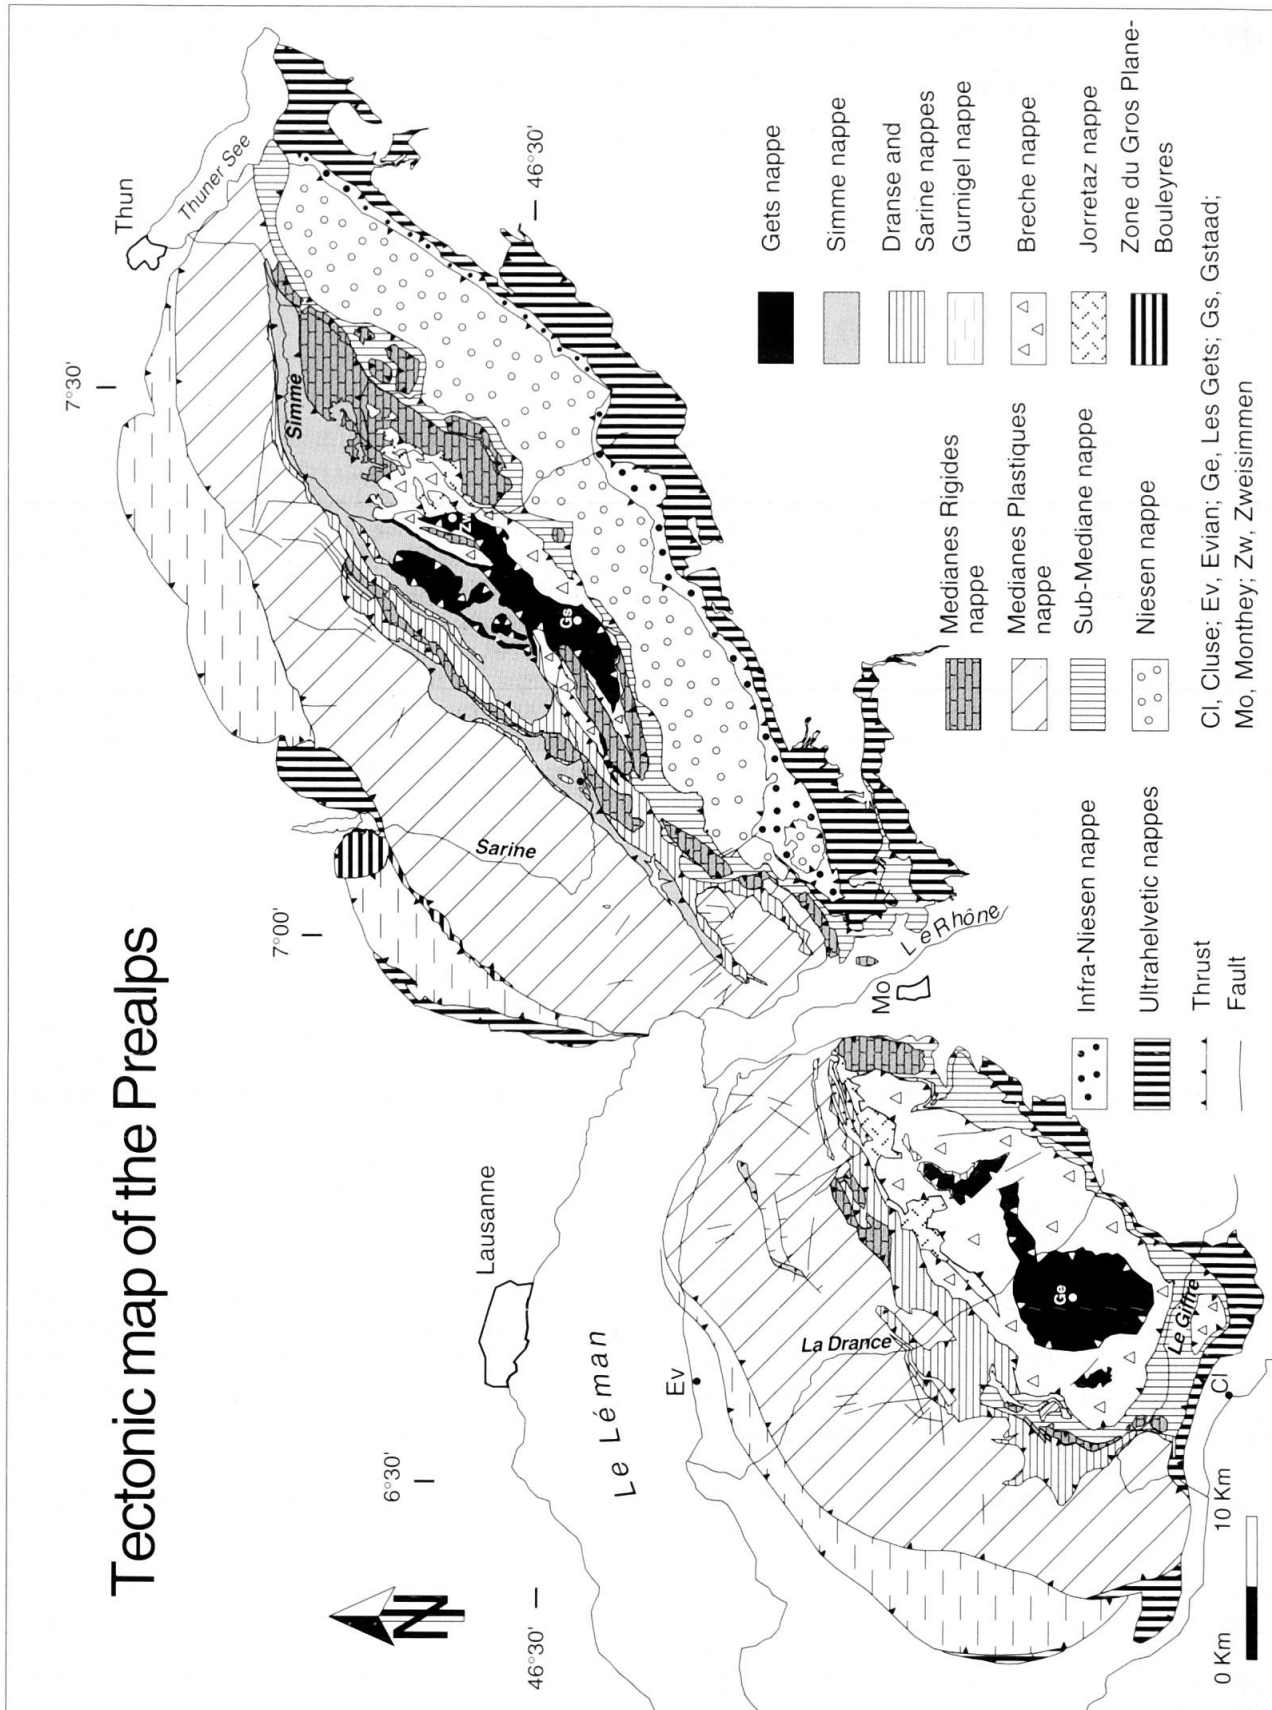 Tectonic map of the Prealps
N
6°30'
7°00'
7°30'
46°30'
46°30'
Lausanne
Thun
Thuner See
Le Léman
Ev
Sarine
Simme
Zw
Gs
Le Rhône
Mo
La Drance
Ge
Le Giffre
Cl
0 Km
10 Km
Infra-Niesen nappe
Ultrahelvetic nappes
Thrust
Fault
Medianes Rigides
nappe
Medianes Plastiques
nappe
Sub-Mediane nappe
Niesen nappe
Gets nappe
Simme nappe
Dranse and
Sarine nappes
Gurnigel nappe
Breche nappe
Jorretaz nappe
Zone du Gros Plane-
Bouleyres
Cl, Cluse; Ev, Evian; Ge, Les Gets; Gs, Gstaad;
Mo, Monthey; Zw, Zweisimmen